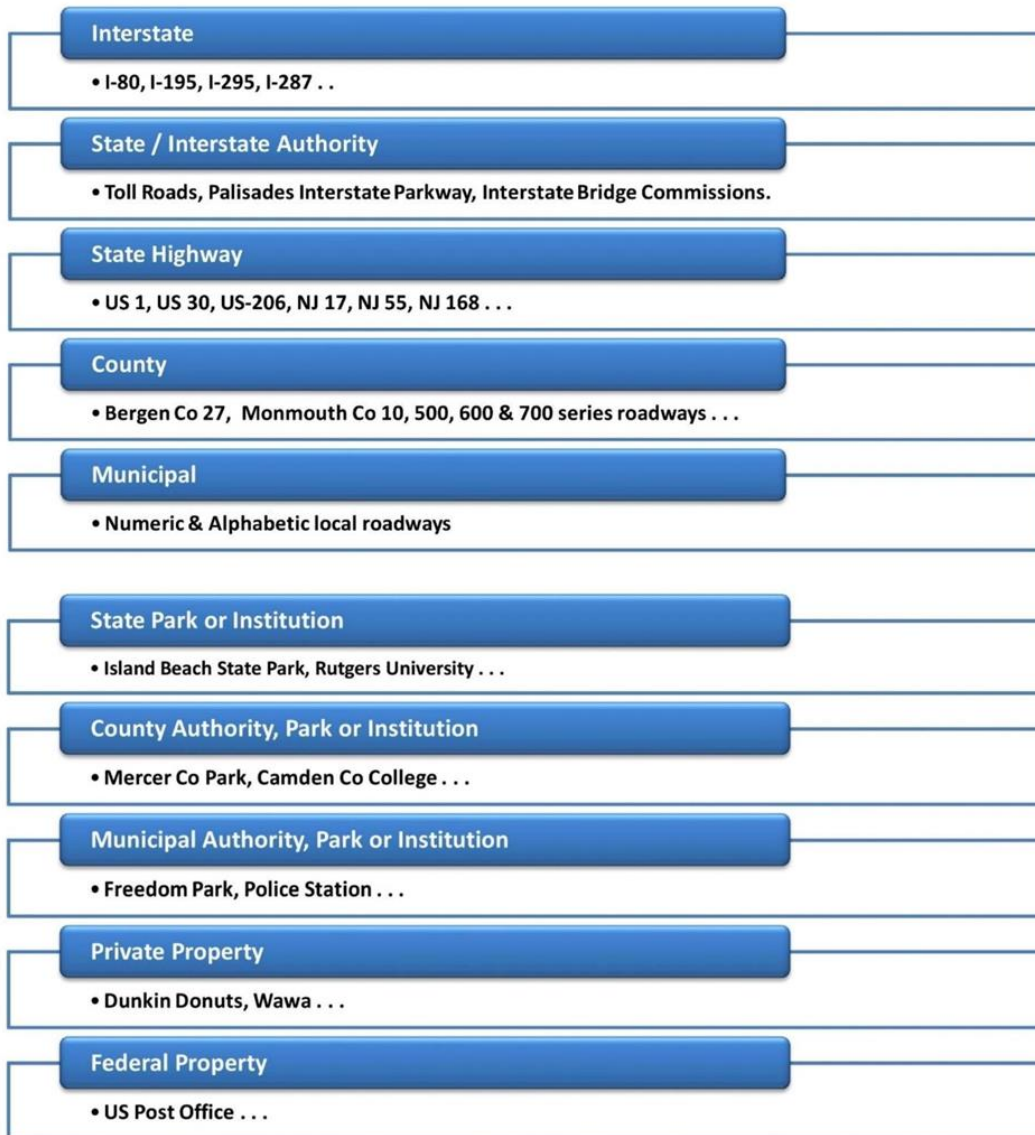 Interstate
• I-80, I-195, I-295, I-287 . .
State / Interstate Authority
• Toll Roads, Palisades Interstate Parkway, Interstate Bridge Commissions.
State Highway
• US 1, US 30, US-206, NJ 17, NJ 55, NJ 168 . . .
County
• Bergen Co 27, Monmouth Co 10, 500, 600 & 700 series roadways . . .
Municipal
• Numeric & Alphabetic local roadways
State Park or Institution
• Island Beach State Park, Rutgers University . . .
County Authority, Park or Institution
• Mercer Co Park, Camden Co College . . .
Municipal Authority, Park or Institution
• Freedom Park, Police Station . . .
Private Property
• Dunkin Donuts, Wawa . . .
Federal Property
• US Post Office . . .